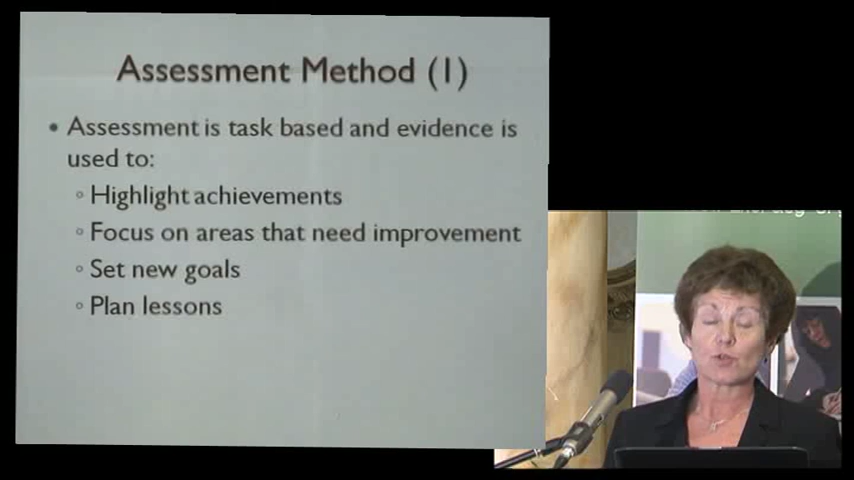 Assessment Method (1)
• Assessment is task based and evidence is
used to:
◦ Highlight achievements
◦ Focus on areas that need improvement
◦ Set new goals
◦ Plan lessons